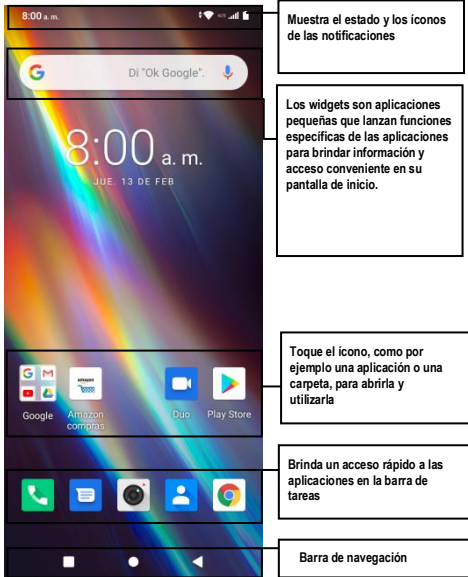 8:00 a. m.
Muestra el estado y los íconos
de las notificaciones
G Di "Ok Google".
Los widgets son aplicaciones
pequeñas que lanzan funciones
específicas de las aplicaciones
para brindar información y
acceso conveniente en su
pantalla de inicio.
8:00 a. m.
JUE. 13 DE FEB
Toque el ícono, como por
ejemplo una aplicación o una
carpeta, para abrirla y
utilizarla
G M
amazon
Google Amazon Duo Play Store
compras
Brinda un acceso rápido a las
aplicaciones en la barra de
tareas
Barra de navegación